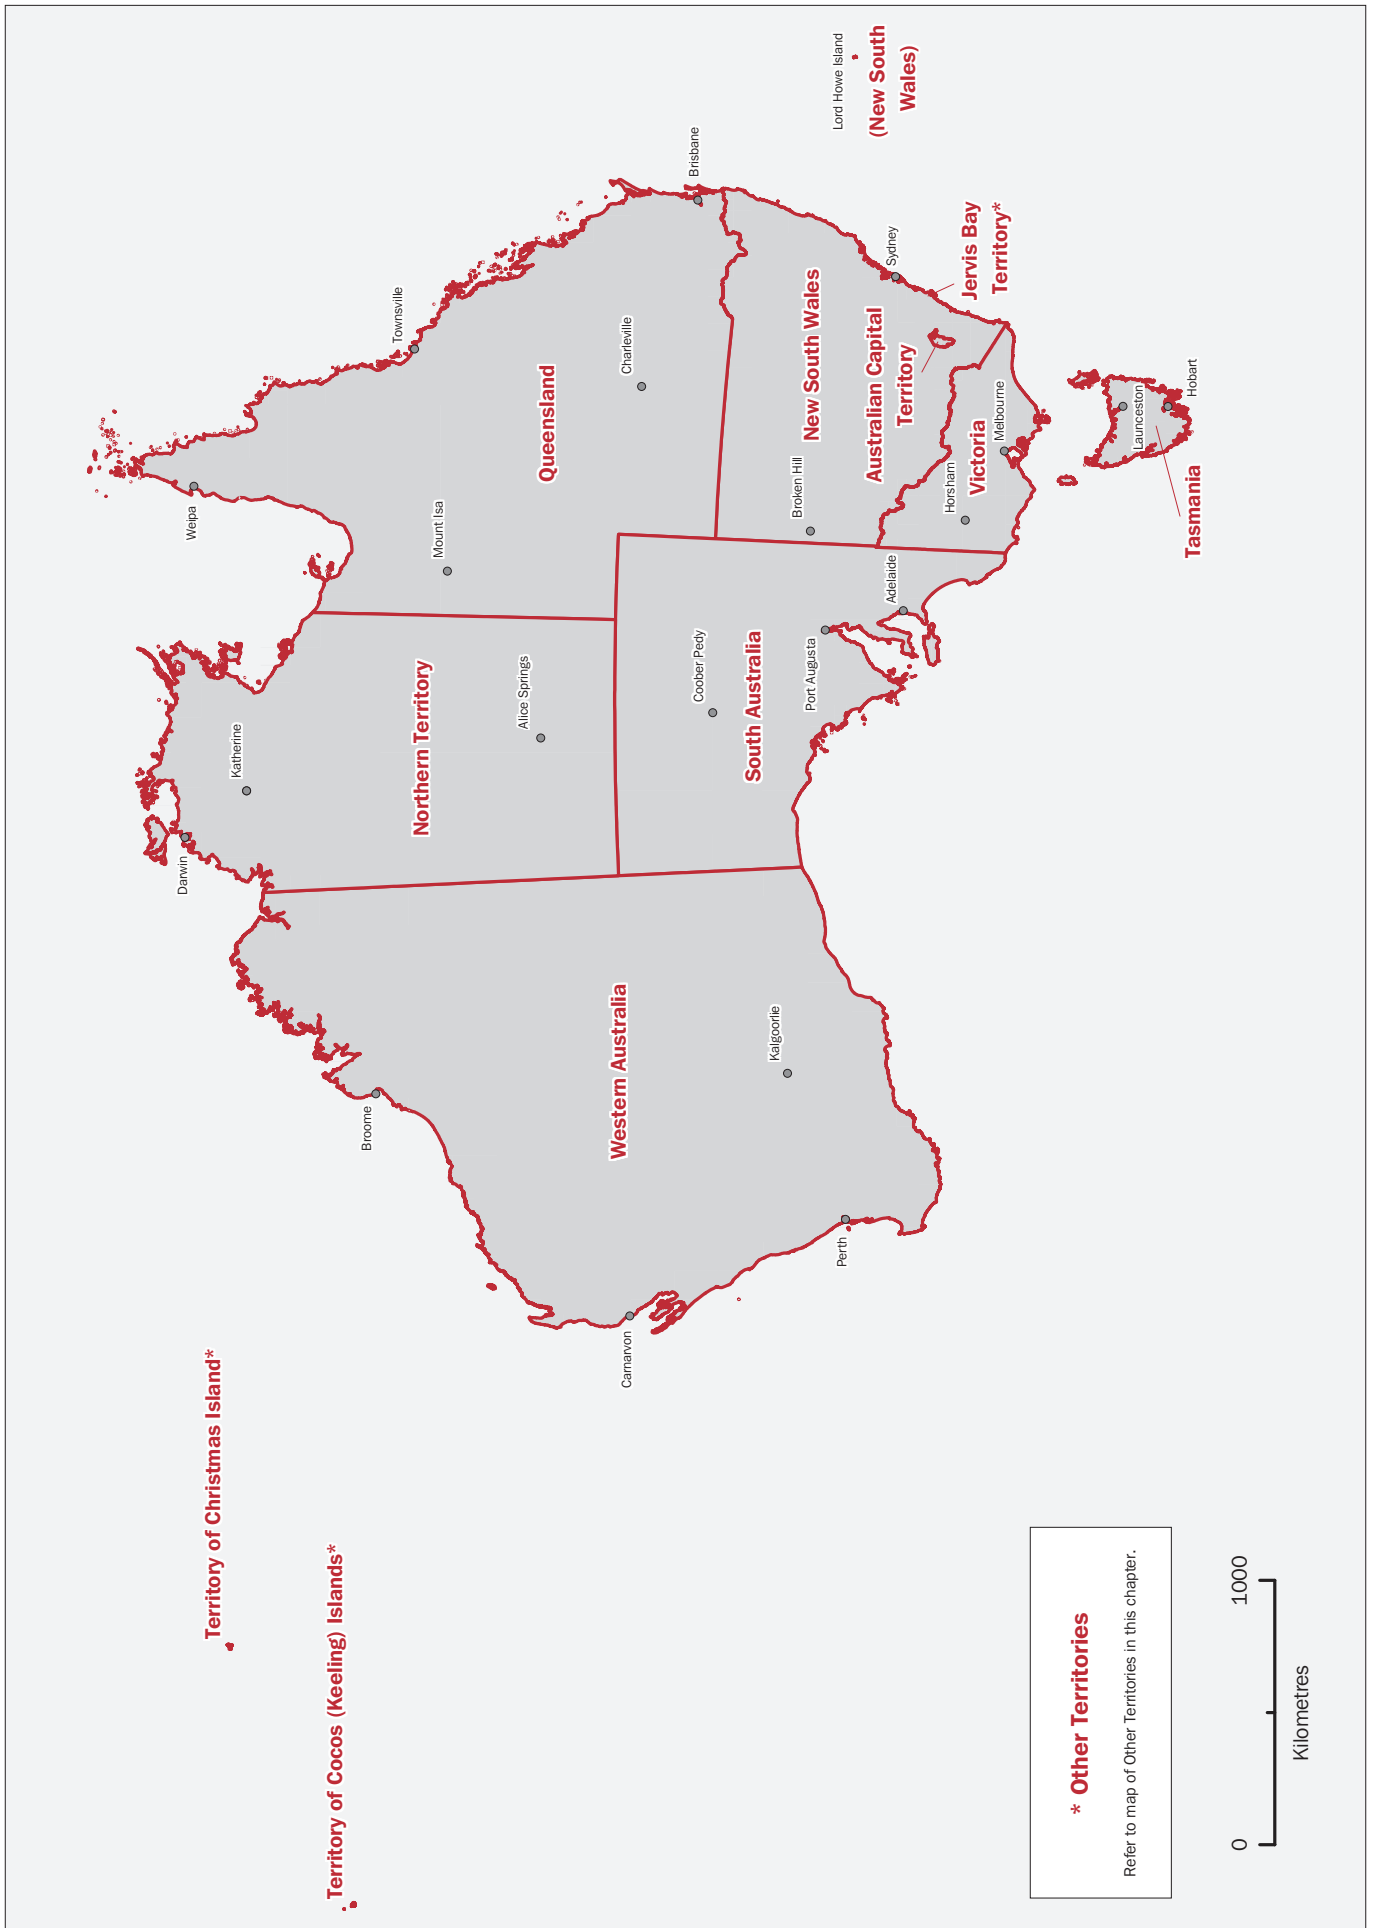 Territory of Christmas Island*
Territory of Cocos (Keeling) Islands*
Darwin
Katherine
Weipa
Broome
Townsville
Northern Territory
Mount Isa
Alice Springs
Queensland
Carnarvon
Western Australia
Charleville
Brisbane
Coober Pedy
South Australia
Kalgoorlie
Port Augusta
Broken Hill
New South Wales
Lord Howe Island
(New South
Wales)
Perth
Adelaide
Australian Capital
Territory
Sydney
Jervis Bay
Territory*
Horsham
Victoria
Melbourne
Launceston
Hobart
Tasmania
* Other Territories
Refer to map of Other Territories in this chapter.
0
1000
Kilometres